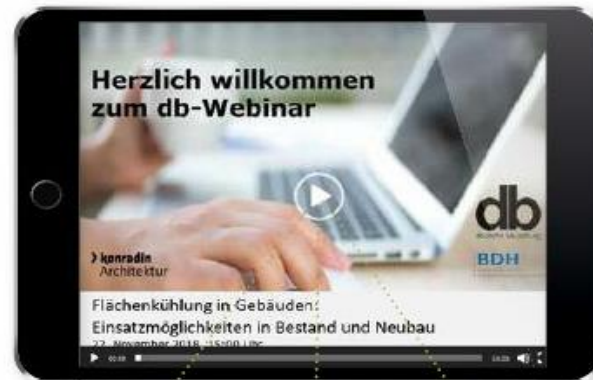 Herzlich willkommen
zum db-Webinar
db
BDH
konradin
Architektur
Flächenkühlung in Gebäuden:
Einsatzmöglichkeiten in Bestand und Neubau
22. November 2018, 15:00 Uhr